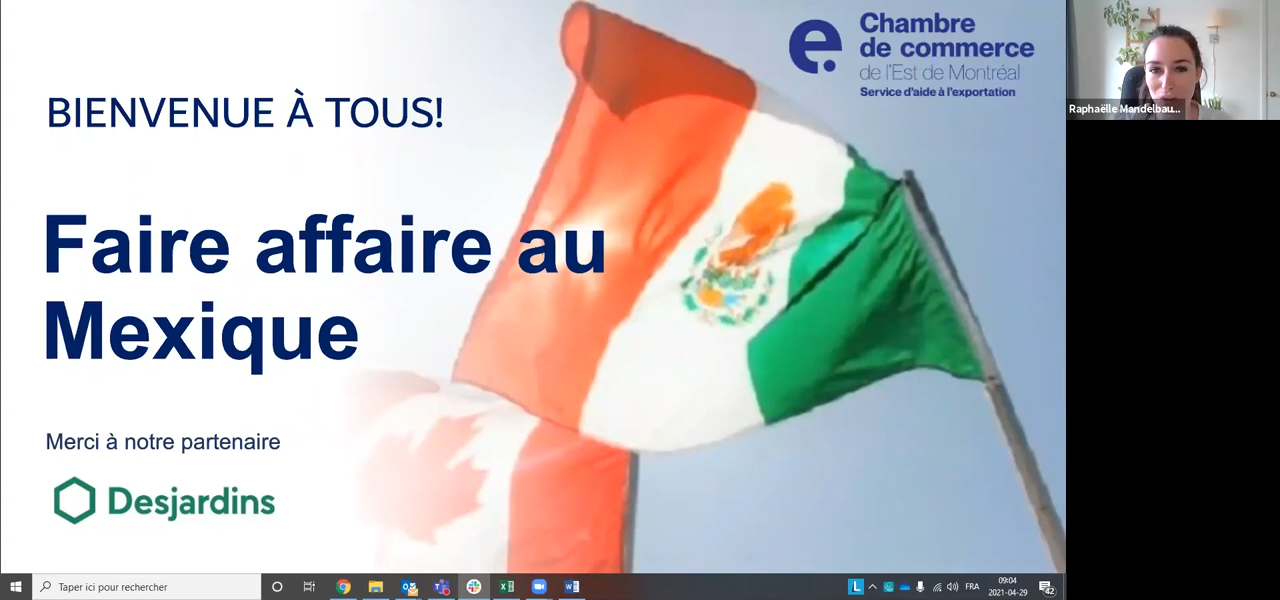 Chambre
de commerce
de l'Est de Montréal
Service d'aide à l'exportation
BIENVENUE À TOUS!
Faire affaire au
Mexique
Merci à notre partenaire
Desjardins
Raphaëlle Mandelbau...
Taper ici pour rechercher
FRA
09:04
2021-04-29
42